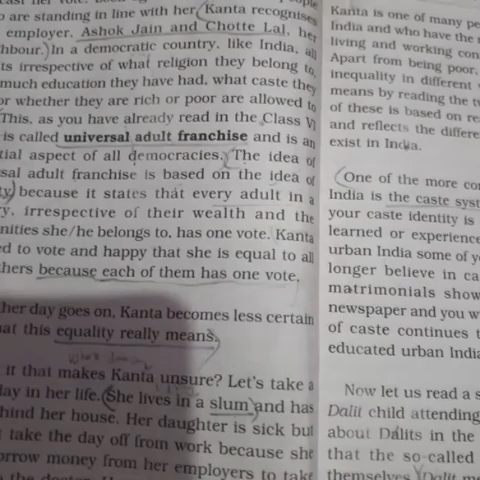 are standing in line with her. Kanta recognises
employer, Ashok Jain and Chotte Lal, her
hbour. In a democratic country, like India, all
ts irrespective of what religion they belong to,
much education they have had, what caste they
or whether they are rich or poor are allowed to
This, as you have already read in the Class VI
is called universal adult franchise and is an
tial aspect of all democracies. The idea of
sal adult franchise is based on the idea of
ty because it states that every adult in a
ry, irrespective of their wealth and the
nities she/he belongs to, has one vote. Kanta
ed to vote and happy that she is equal to all
thers because each of them has one vote.
her day goes on, Kanta becomes less certain
at this equality really means.
it that makes Kanta unsure? Let's take a
lay in her life. She lives in a slum and has
hind her house. Her daughter is sick but
t take the day off from work because she
orrow money from her employers to take
the doctor.
Kanta is one of many pe
India and who have the
living and working con
Apart from being poor,
inequality in different
means by reading the
of these is based on rea
and reflects the differe
exist in India.
One of the more co
India is the caste sys
your caste identity is
learned or experience
urban India some of y
longer believe in ca
matrimonials show
newspaper and you w
of caste continues t
educated urban India
Now let us read a s
Dalit child attending
about Dalits in the
that the so-called
themselves. Dalit